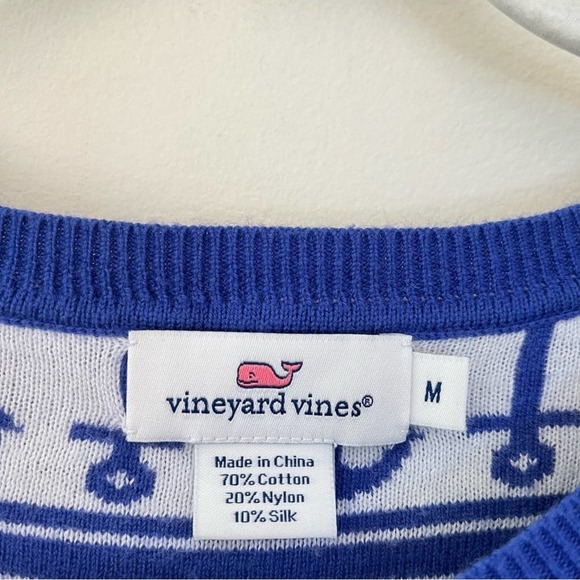 vineyard vines®
M
Made in China
70% Cotton
20% Nylon
10% Silk